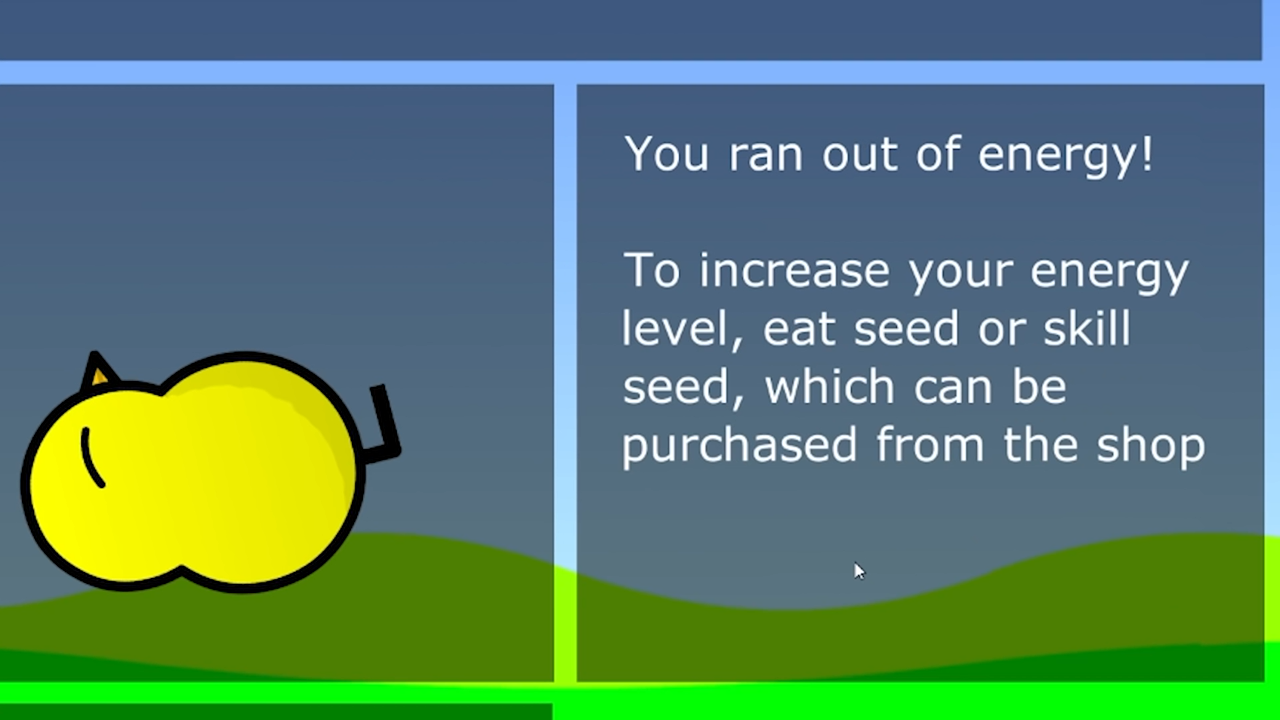 You ran out of energy!
To increase your energy
level, eat seed or skill
seed, which can be
purchased from the shop